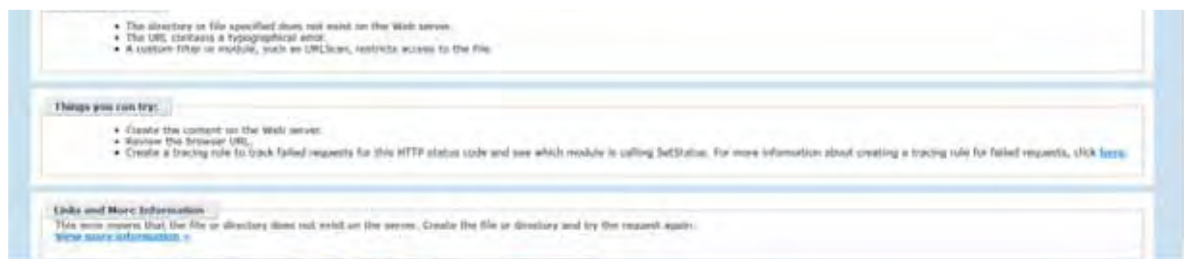 • The directory or file specified does not exist on the Web server.
• The URL contains a typographical error.
• A custom filter or module, such as URLScan, restricts access to the file.
Things you can try:
• Create the content on the Web server.
• Review the browser URL.
• Create a tracing rule to track failed requests for this HTTP status code and see which module is calling SetStatus. For more information about creating a tracing rule for failed requests, click here.
Links and More Information
This error means that the file or directory does not exist on the server. Create the file or directory and try the request again.
View more information »